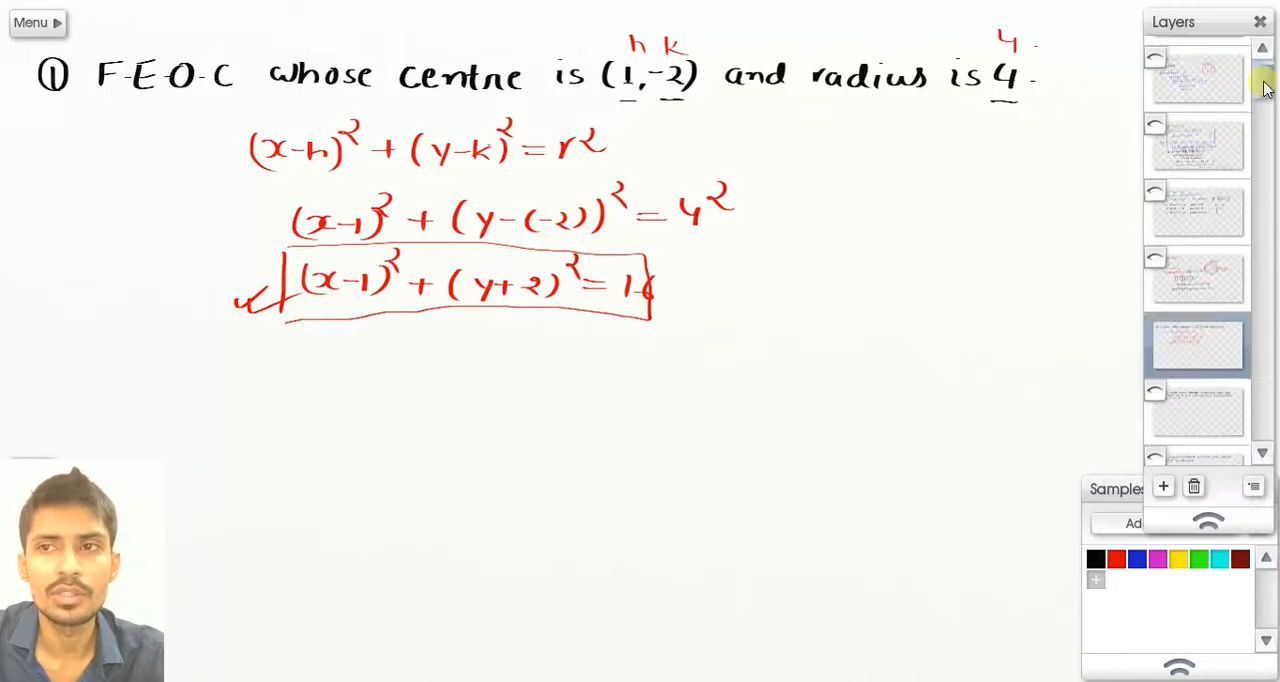 Menu
Layers
h k 4.
① F-E-O-C whose centre is (1,-2) and radius is 4.
(x-h)² + (y-k)² = r²
(x-1)² + (y-(-2))² = 4²
(x-1)² + (y+2)² = 16
Samples
Ad